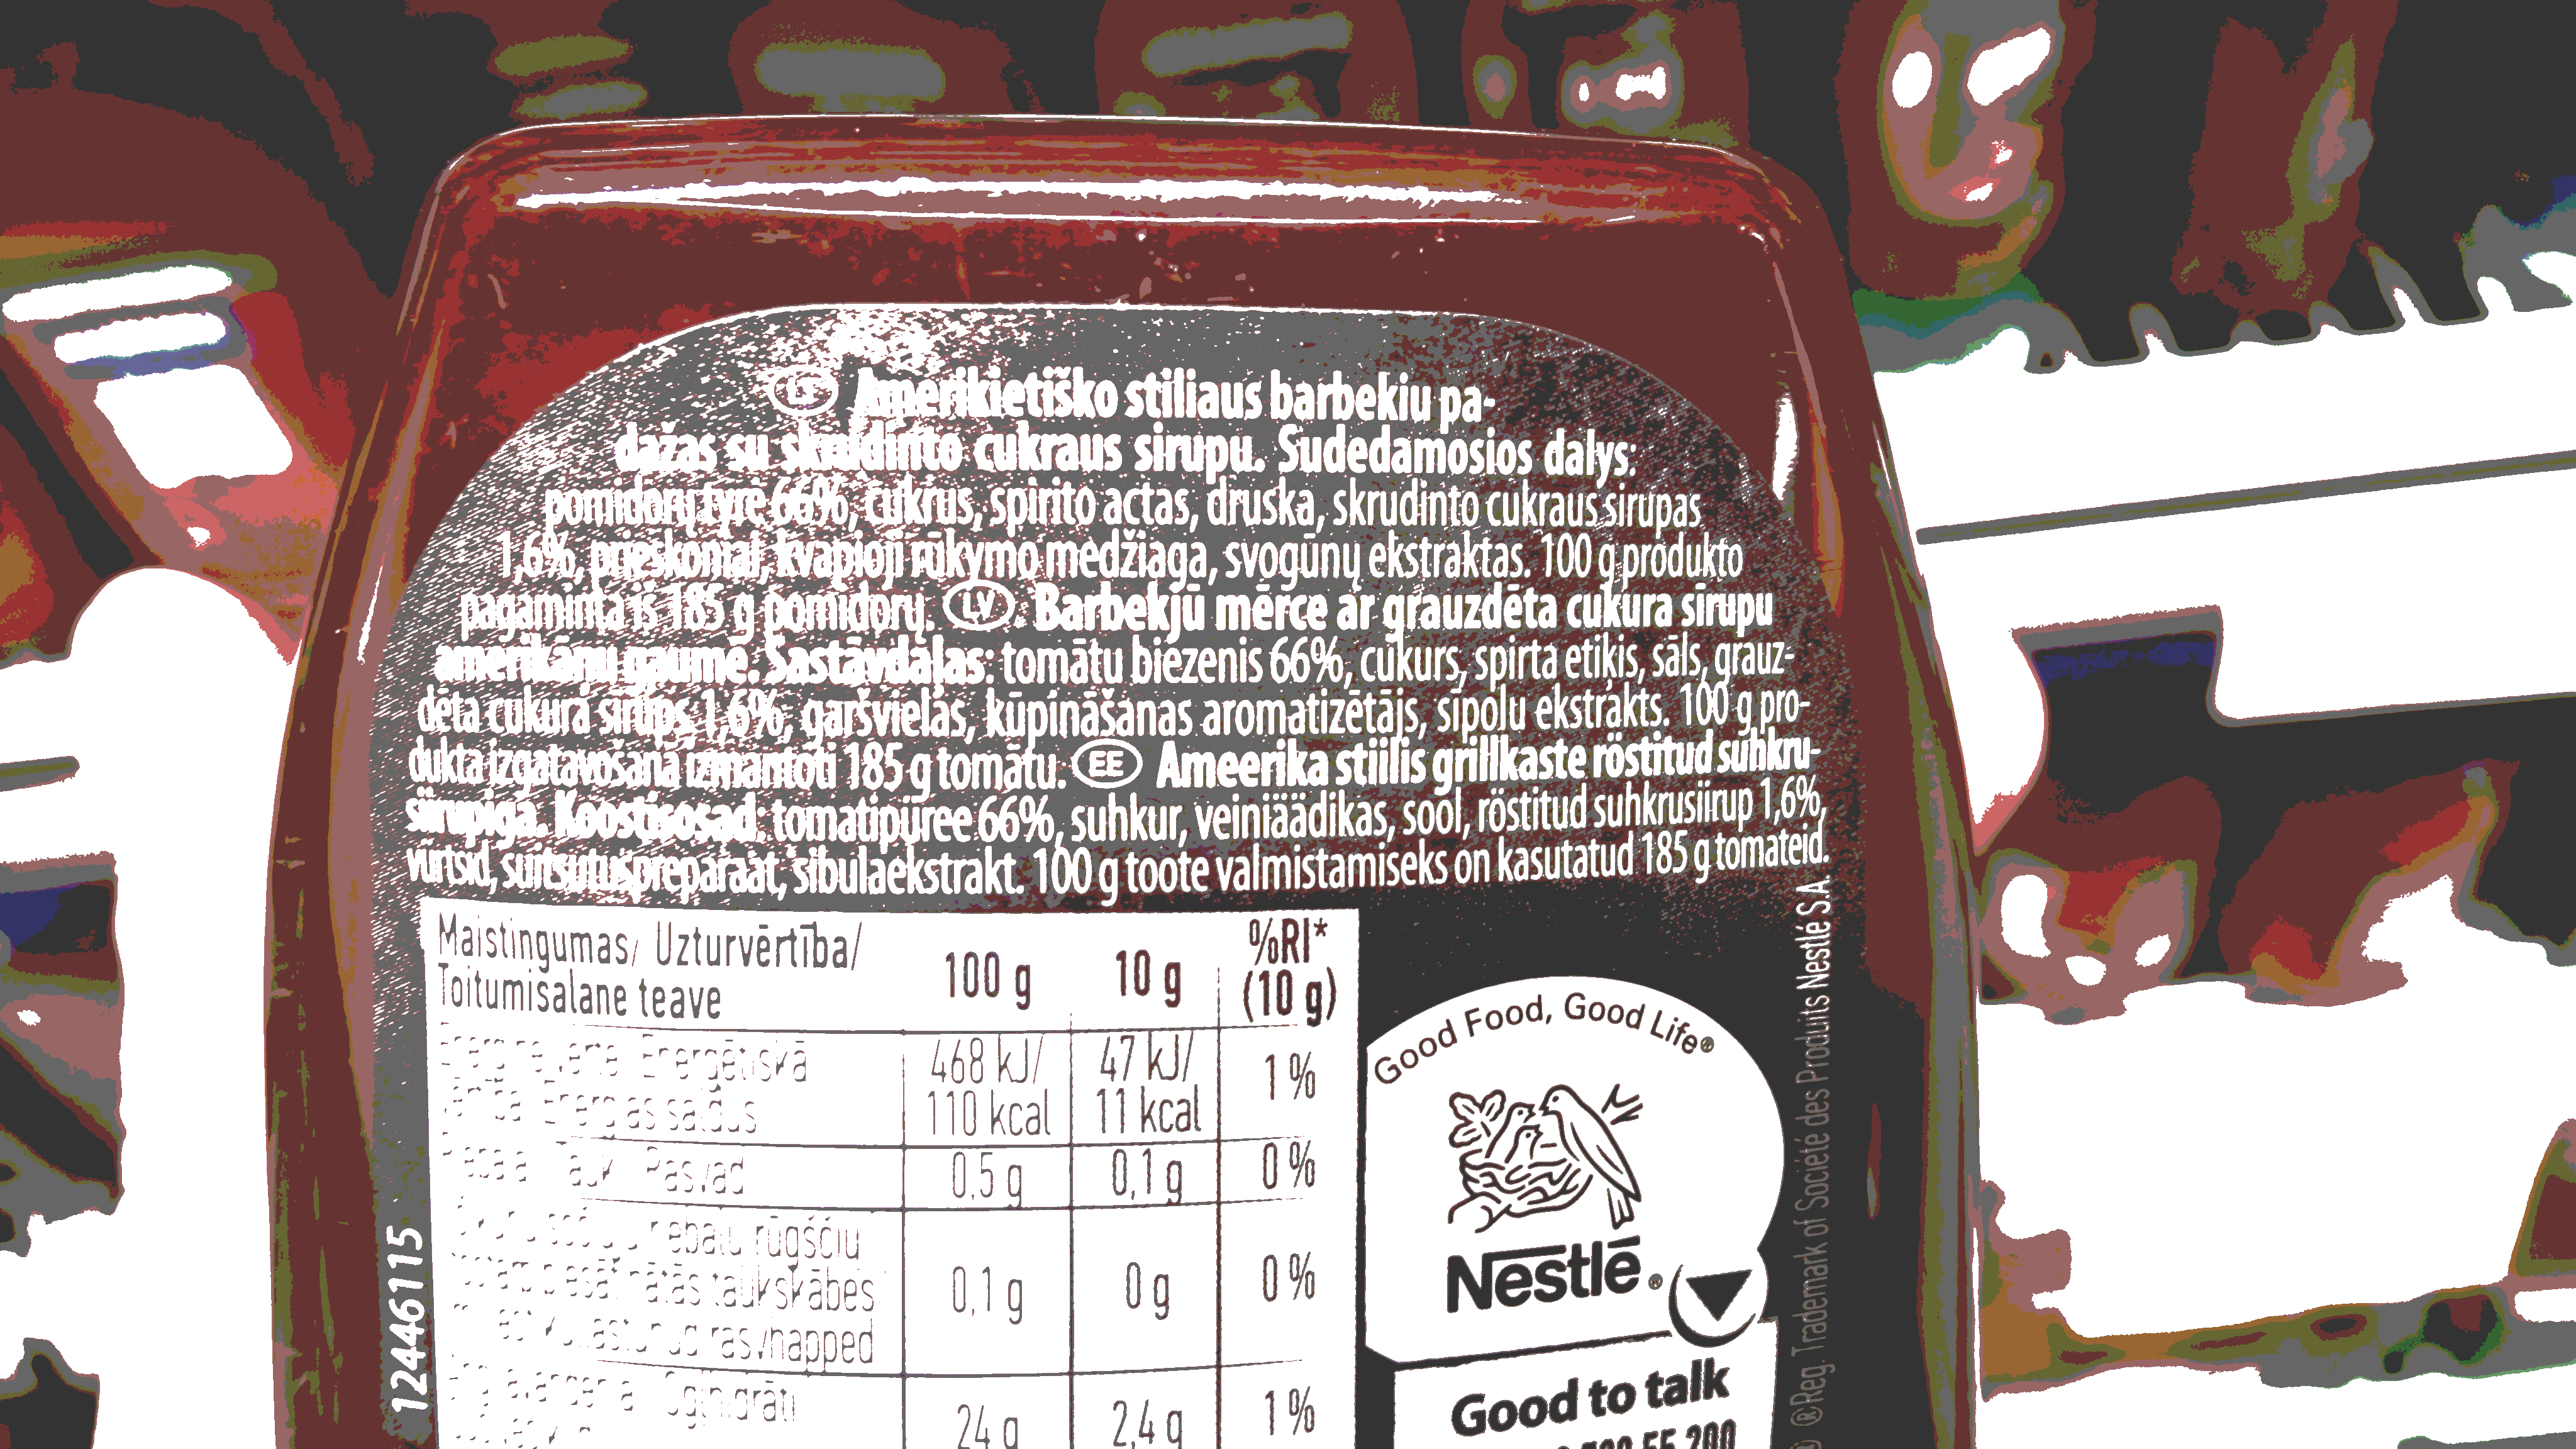 LT Amerikietiško stiliaus barbekiu pa-
dažas su skrudinto cukraus sirupu. Sudedamosios dalys:
pomidorų tyrė 66%, cukrus, spirito actas, druska, skrudinto cukraus sirupas
1,6%, prieskoniai, kvapioji rūkymo medžiaga, svogūnų ekstraktas. 100 g produkto
pagaminta iš 185 g pomidorų. LV Barbekjū mērce ar grauzdēta cukura sīrupu
amerikāņu gaumē. Sastāvdaļas: tomātu biezenis 66%, cukurs, spirta etiķis, sāls, grauz-
dēta cukura sīrups 1,6%, garšvielas, kūpināšanas aromatizētājs, sīpolu ekstrakts. 100 g pro-
dukta izgatavošanā izmantoti 185 g tomātu. EE Ameerika stiilis grillkaste röstitud suhkru-
siirupiga. Koostisosad: tomatipüree 66%, suhkur, veiniäädikas, sool, röstitud suhkrusiirup 1,6%,
vürtsid, suitsutuspreparaat, sibulaekstrakt. 100 g toote valmistamiseks on kasutatud 185 g tomateid.
Maistingumas/ Uzturvērtība/
Toitumisalane teave
100 g 10 g %RI*
(10 g)
Enerģētiskā
468 kJ/ 47 kJ/ 1%
110 kcal 11 kcal
0,5 g 0,1 g 0%
rūgščių
taukskābes
0,1 g 0 g 0%
24 g 2,4 g 1%
12446115
Good Food, Good Life®
Nestlé®
Good to talk
55 200
®Reg. Trademark of Société des Produits Nestlé S.A.